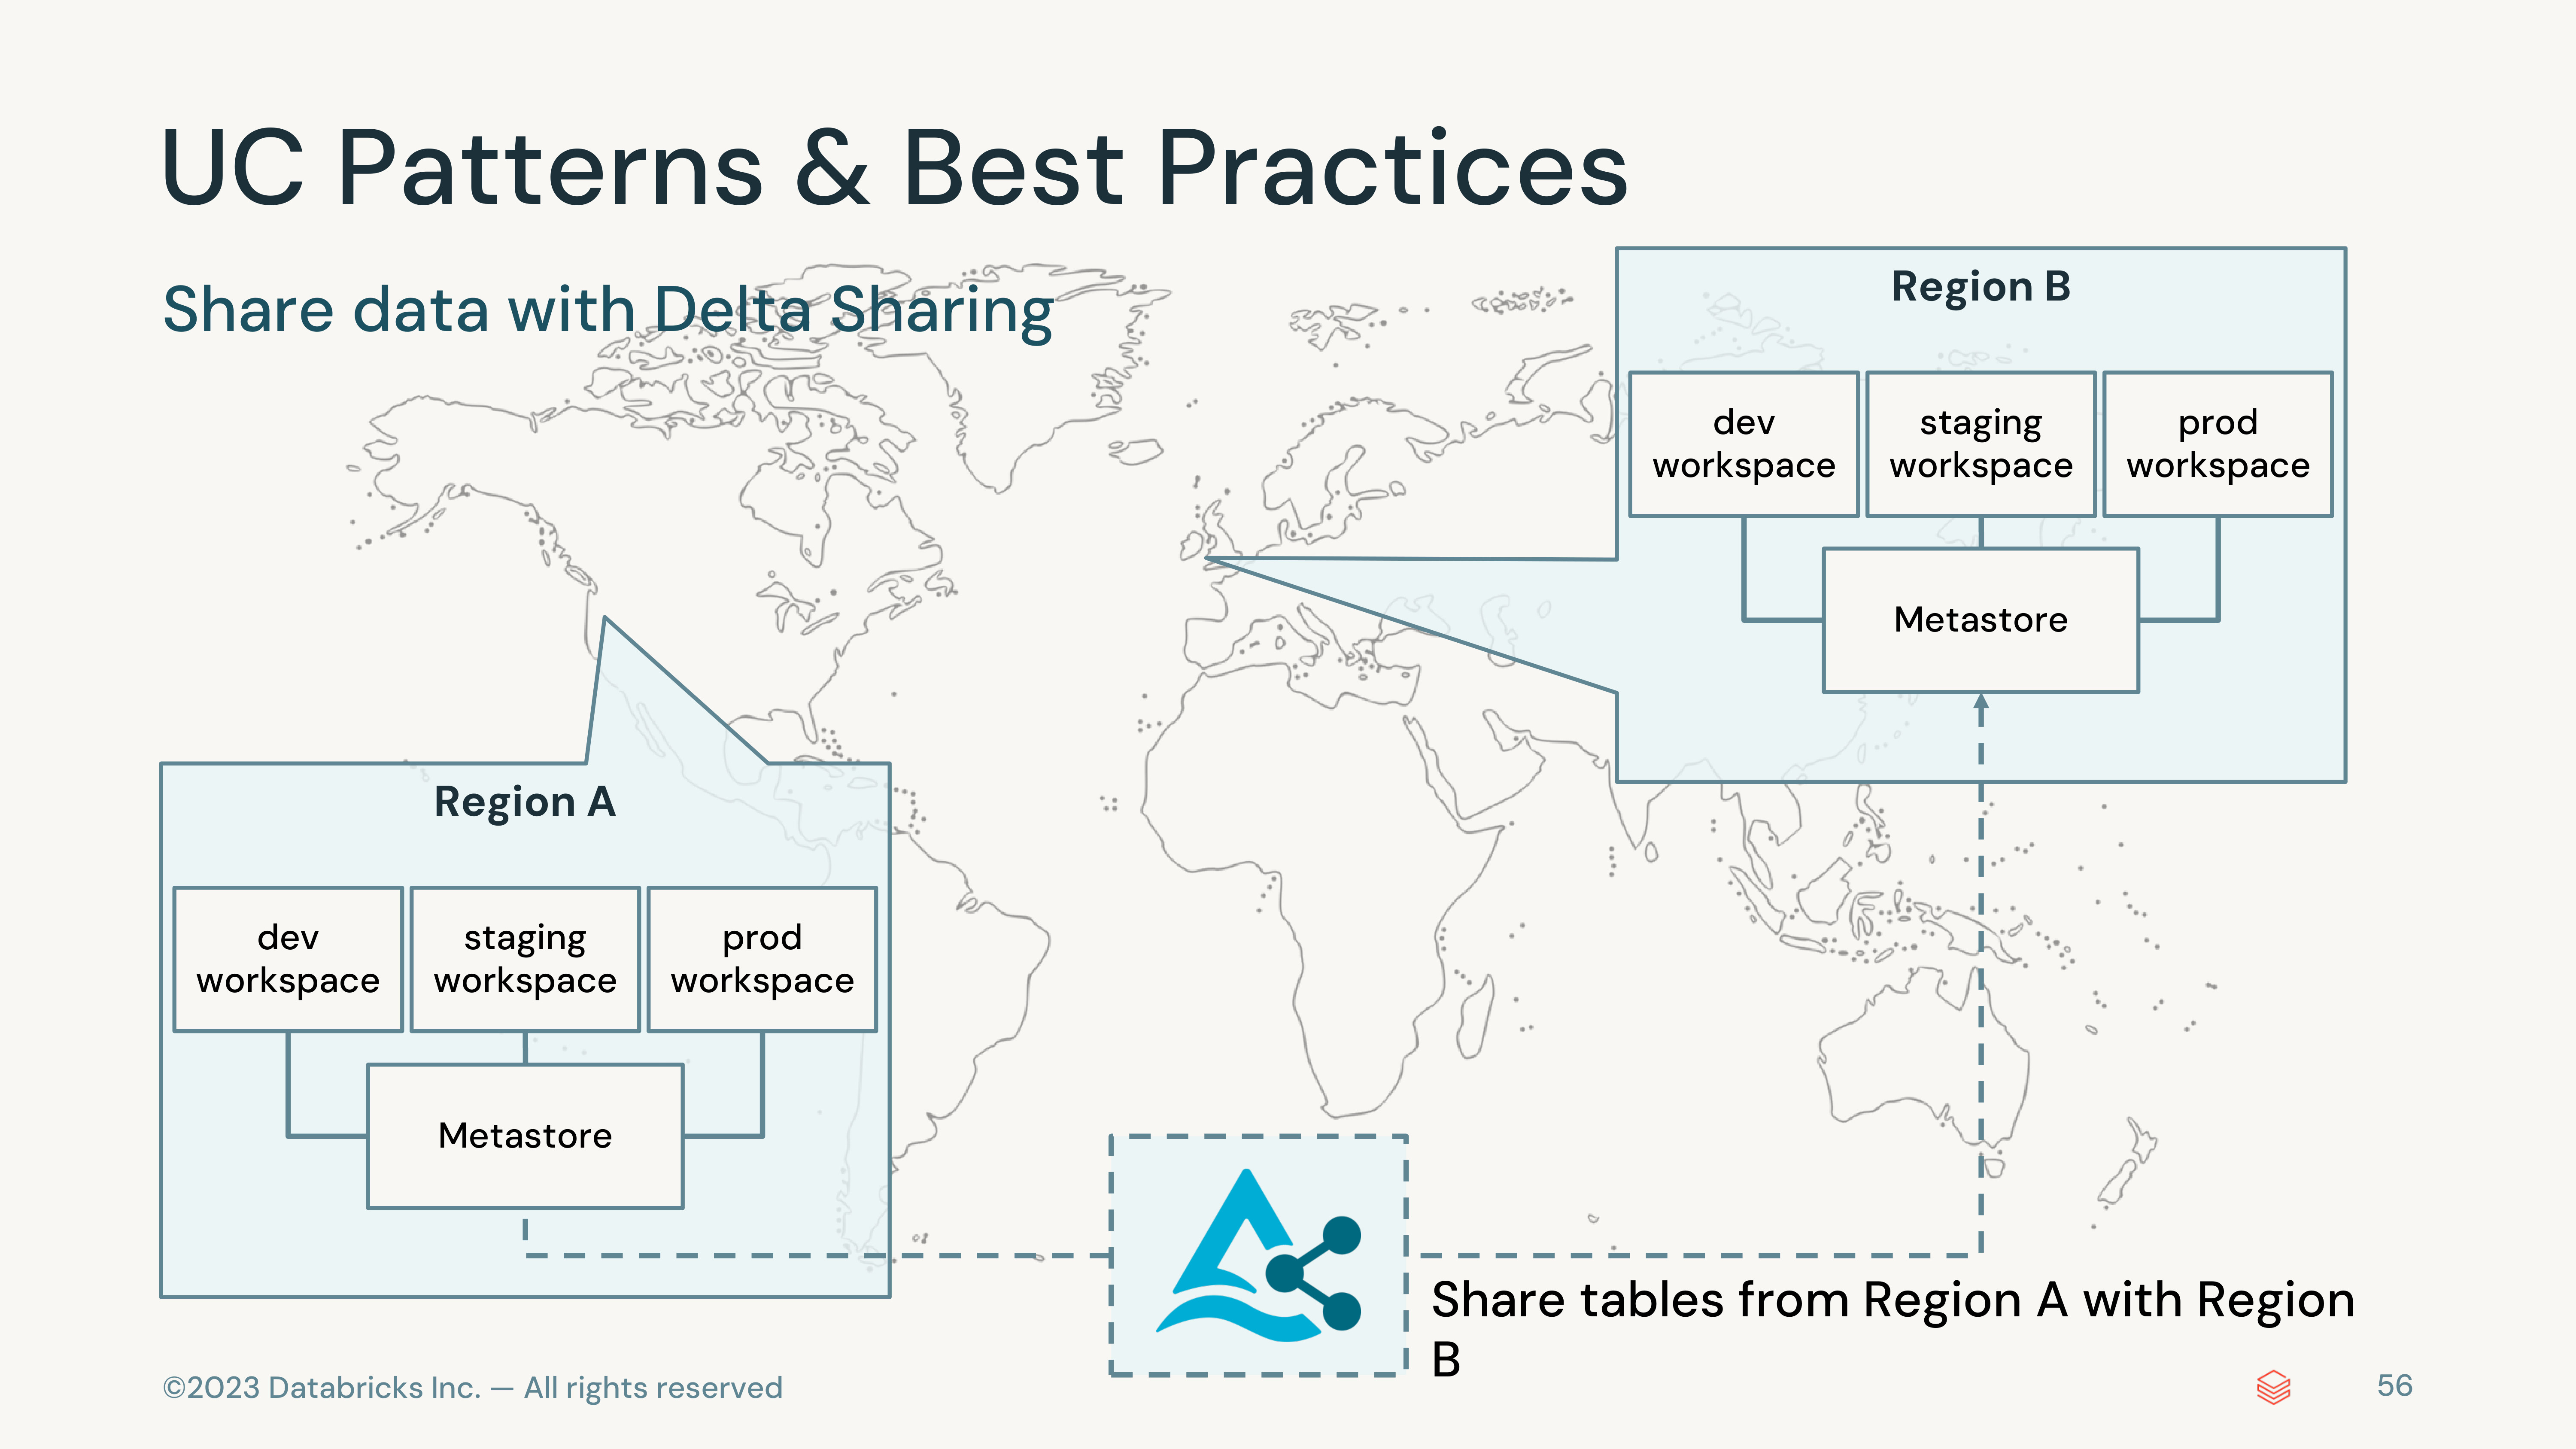 UC Patterns & Best Practices
Share data with Delta Sharing
Region B
dev
workspace
staging
workspace
prod
workspace
Metastore
Region A
dev
workspace
staging
workspace
prod
workspace
Metastore
Share tables from Region A with Region
B
©2023 Databricks Inc. — All rights reserved
56